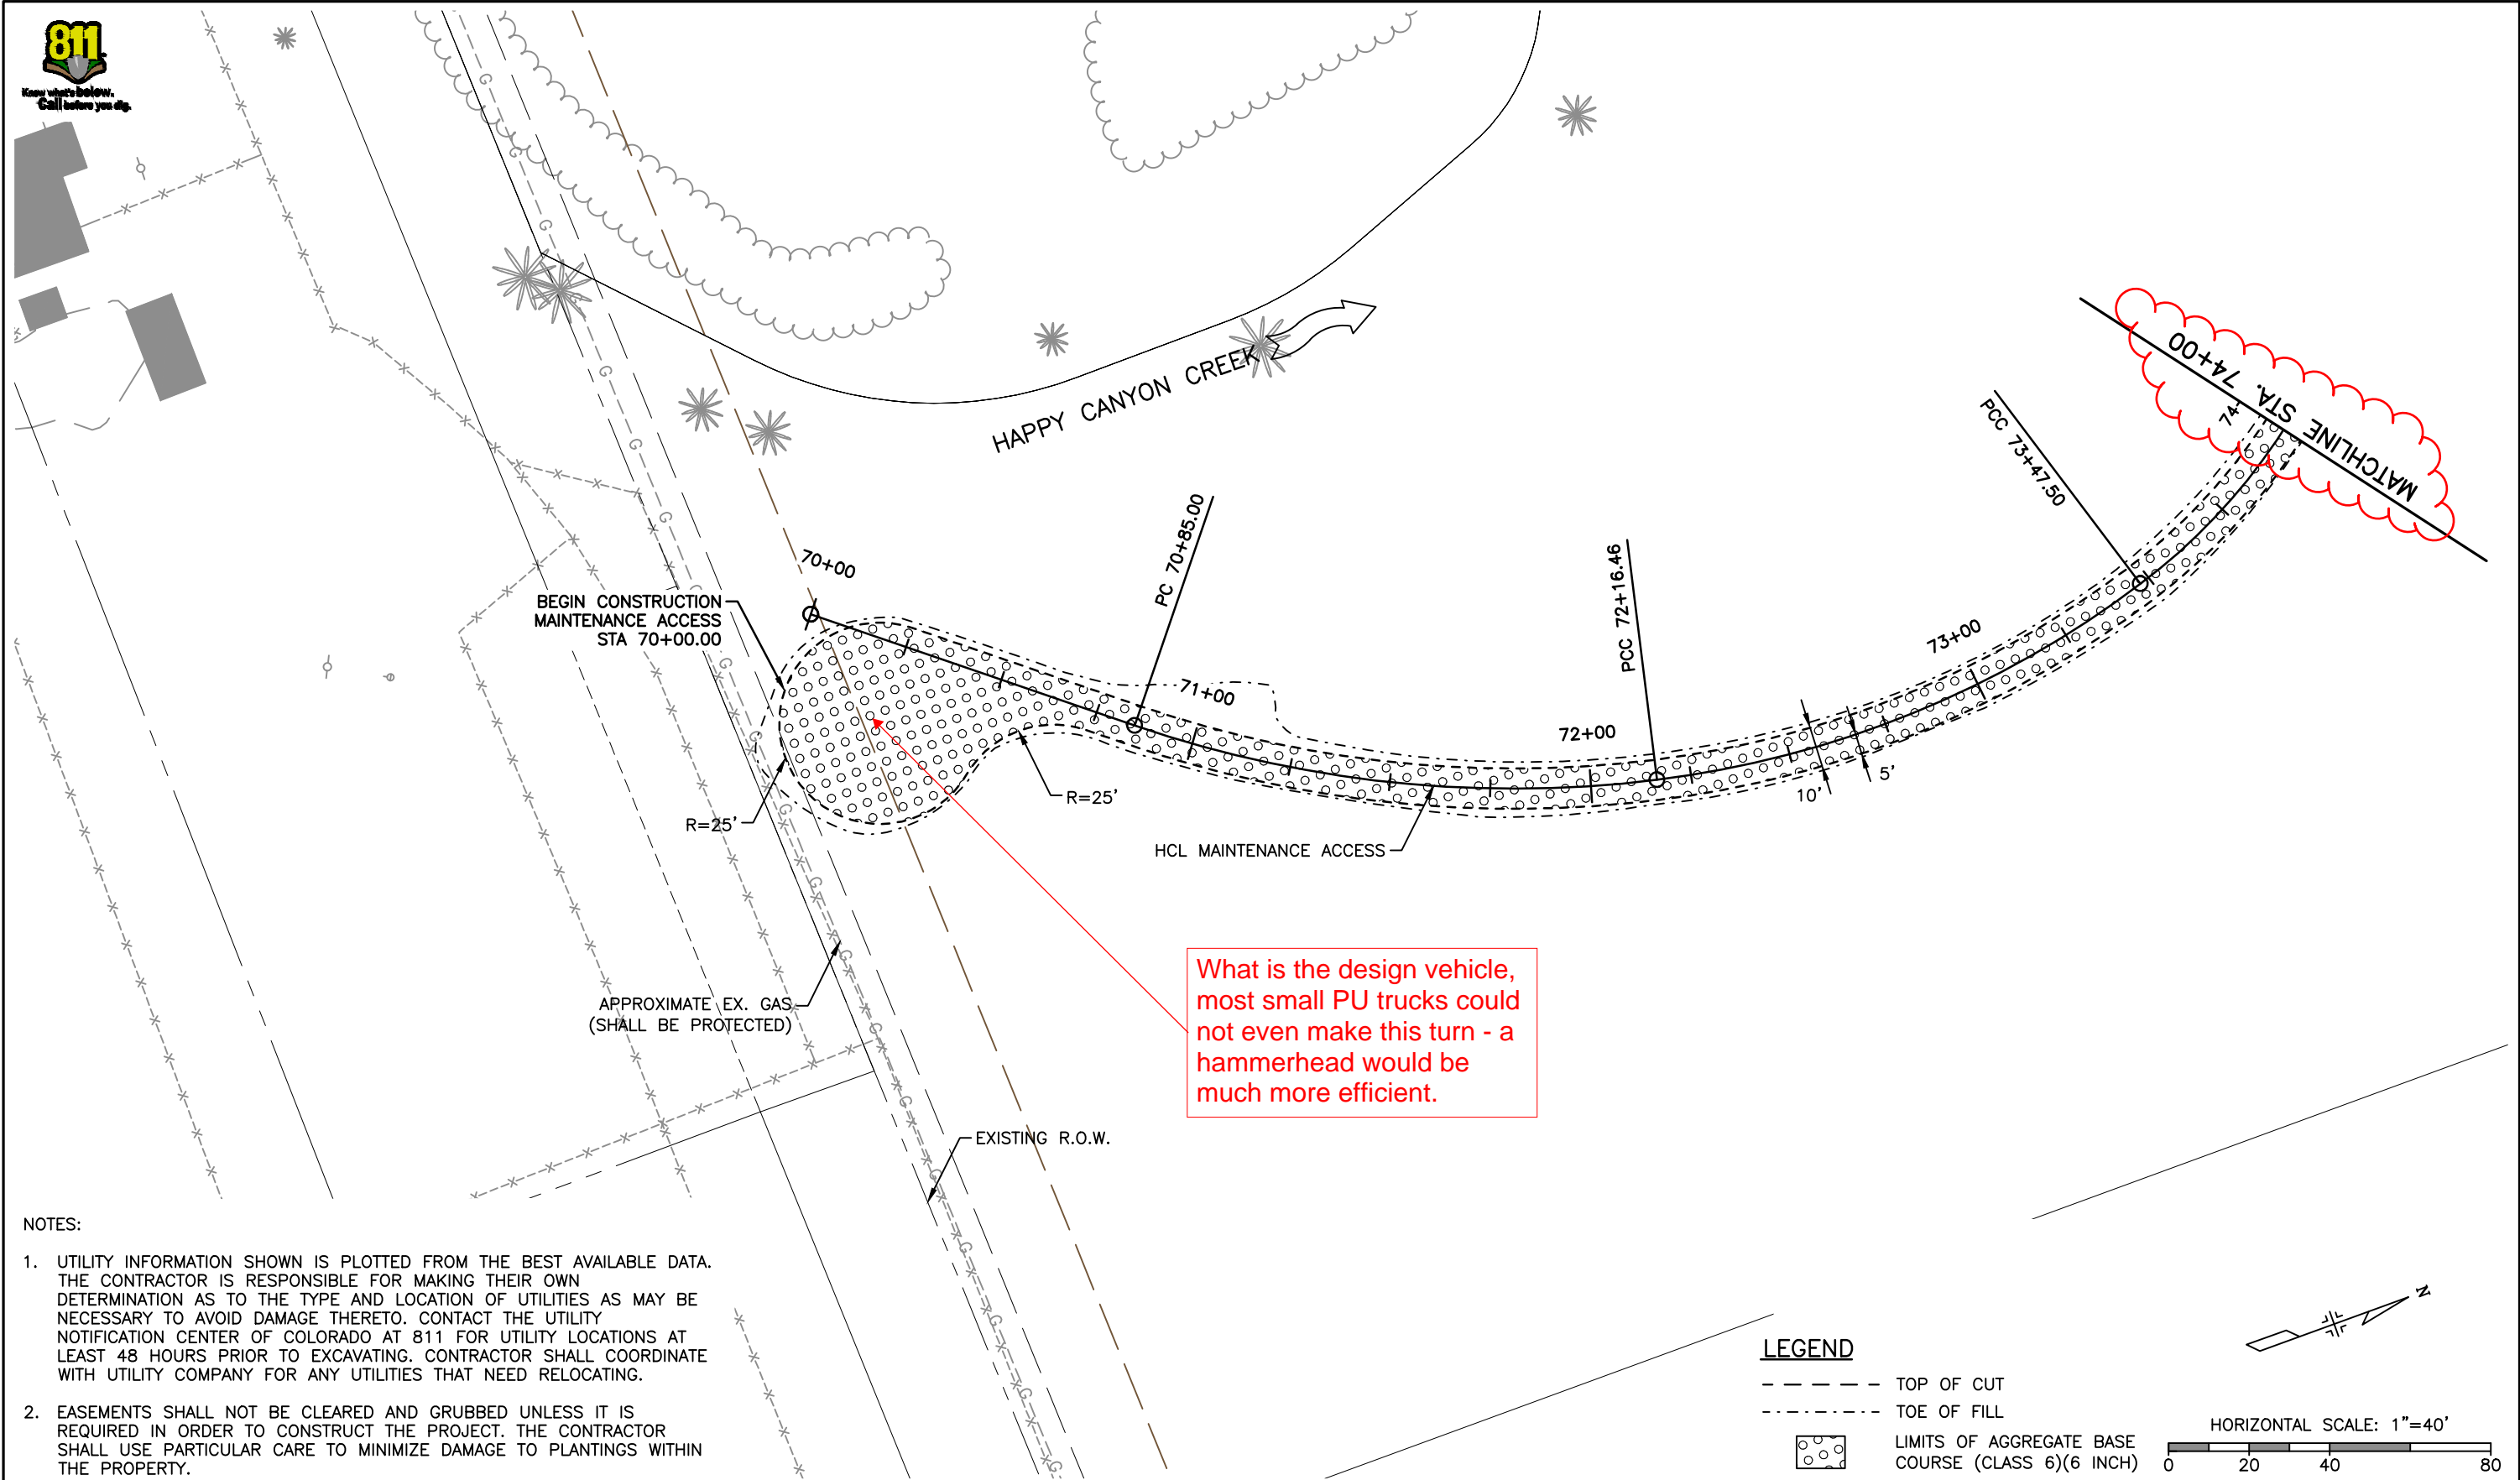 811
Know what's below.
Call before you dig.
HAPPY CANYON CREEK
MATCHLINE STA. 74+00
74
PCC 73+47.50
PC 70+85.00
PCC 72+16.46
70+00
BEGIN CONSTRUCTION
MAINTENANCE ACCESS
STA 70+00.00
71+00
72+00
73+00
R=25'
R=25'
10'
5'
HCL MAINTENANCE ACCESS
What is the design vehicle,
most small PU trucks could
not even make this turn - a
hammerhead would be
much more efficient.
APPROXIMATE EX. GAS
(SHALL BE PROTECTED)
EXISTING R.O.W.
G
NOTES:
1. UTILITY INFORMATION SHOWN IS PLOTTED FROM THE BEST AVAILABLE DATA.
THE CONTRACTOR IS RESPONSIBLE FOR MAKING THEIR OWN
DETERMINATION AS TO THE TYPE AND LOCATION OF UTILITIES AS MAY BE
NECESSARY TO AVOID DAMAGE THERETO. CONTACT THE UTILITY
NOTIFICATION CENTER OF COLORADO AT 811 FOR UTILITY LOCATIONS AT
LEAST 48 HOURS PRIOR TO EXCAVATING. CONTRACTOR SHALL COORDINATE
WITH UTILITY COMPANY FOR ANY UTILITIES THAT NEED RELOCATING.
2. EASEMENTS SHALL NOT BE CLEARED AND GRUBBED UNLESS IT IS
REQUIRED IN ORDER TO CONSTRUCT THE PROJECT. THE CONTRACTOR
SHALL USE PARTICULAR CARE TO MINIMIZE DAMAGE TO PLANTINGS WITHIN
THE PROPERTY.
N
LEGEND
TOP OF CUT
TOE OF FILL
LIMITS OF AGGREGATE BASE
COURSE (CLASS 6)(6 INCH)
HORIZONTAL SCALE: 1"=40'
0 20 40 80